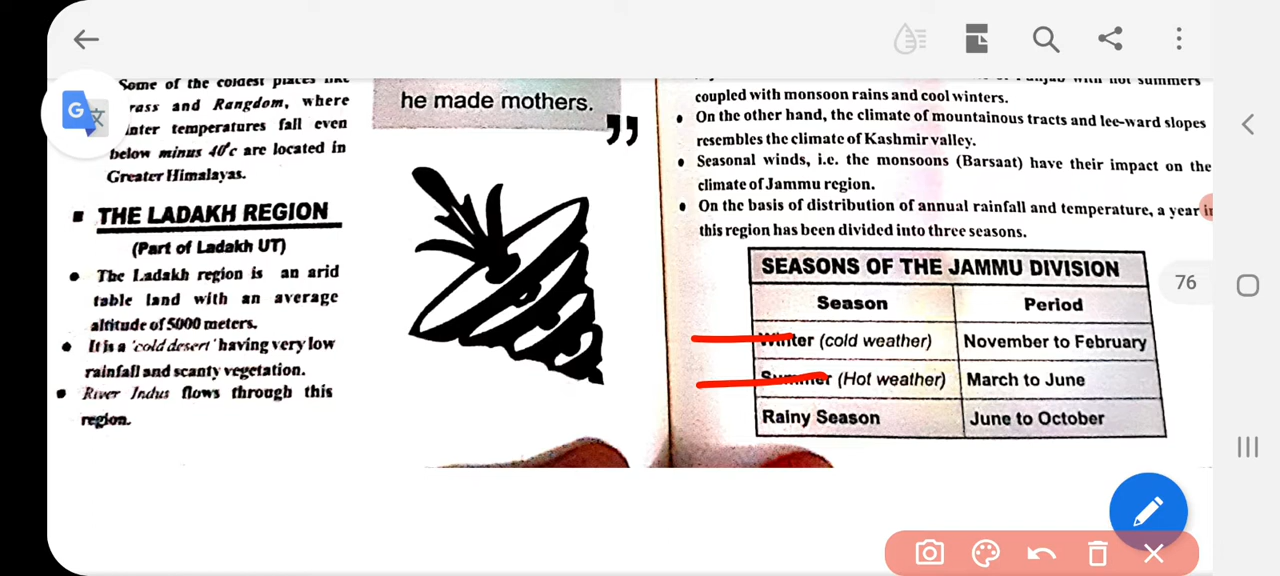 Some of the coldest places like
rass and Rangdom, where
inter temperatures fall even
below minus 40°c are located in
Greater Himalayas.
THE LADAKH REGION
(Part of Ladakh UT)
The Ladakh region is an arid
table land with an average
altitude of 5000 meters.
It is a 'cold desert' having very low
rainfall and scanty vegetation.
River Indus flows through this
region.
he made mothers.
”
with hot summers
coupled with monsoon rains and cool winters.
On the other hand, the climate of mountainous tracts and lee-ward slopes
resembles the climate of Kashmir valley.
Seasonal winds, i.e. the monsoons (Barsaat) have their impact on the
climate of Jammu region.
On the basis of distribution of annual rainfall and temperature, a year in
this region has been divided into three seasons.
SEASONS OF THE JAMMU DIVISION
Season Period
Winter (cold weather) November to February
Summer (Hot weather) March to June
Rainy Season June to October
76
G